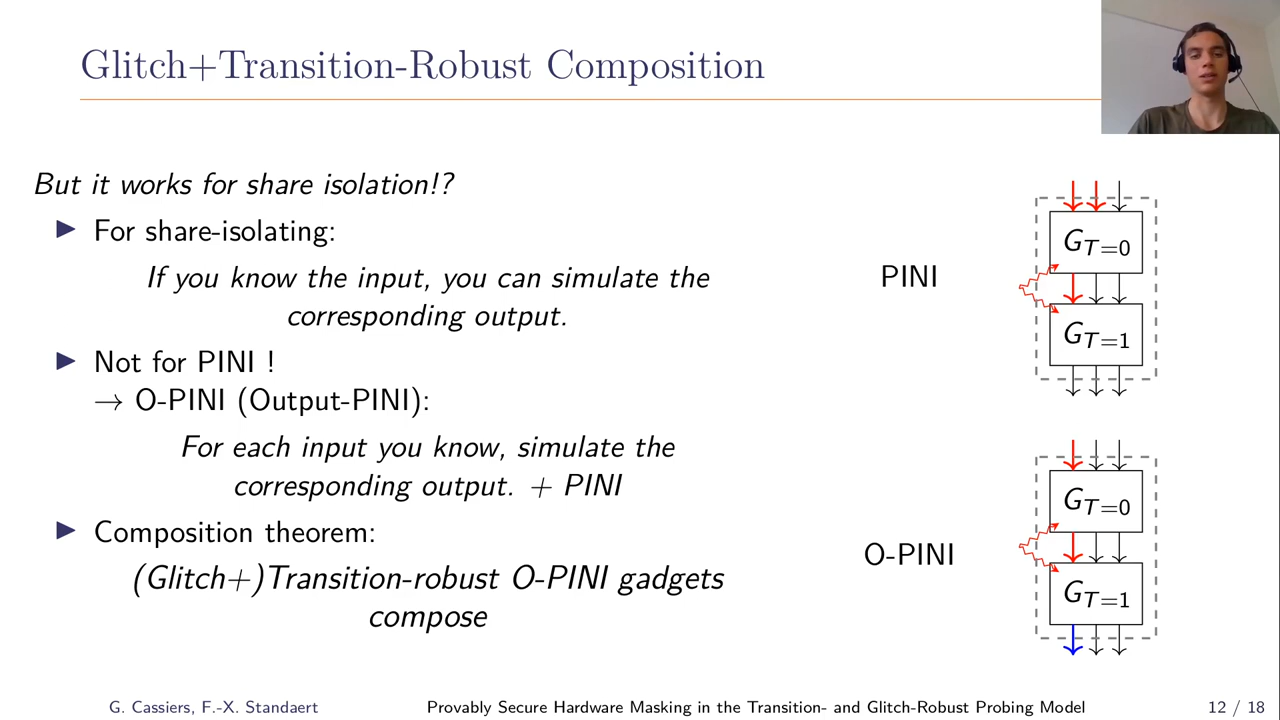 Glitch+Transition-Robust Composition
But it works for share isolation!?
▶ For share-isolating:
If you know the input, you can simulate the
corresponding output.
▶ Not for PINI !
→ O-PINI (Output-PINI):
For each input you know, simulate the
corresponding output. + PINI
▶ Composition theorem:
(Glitch+)Transition-robust O-PINI gadgets
compose
PINI
G_{T=0}
G_{T=1}
O-PINI
G_{T=0}
G_{T=1}
G. Cassiers, F.-X. Standaert
Provably Secure Hardware Masking in the Transition- and Glitch-Robust Probing Model
12 / 18